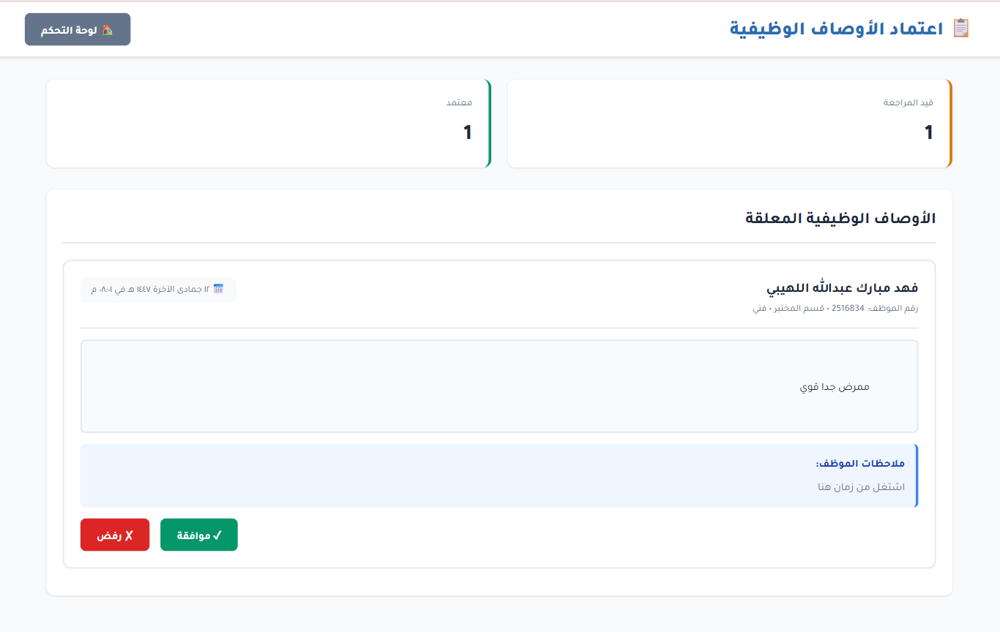 اعتماد الأوصاف الوظيفية
لوحة التحكم
قيد المراجعة
1
معتمد
1
الأوصاف الوظيفية المعلقة
فهد مبارك عبدالله اللهيبي
رقم الموظف: 2516834 • قسم المختبر • فني
١٢ جمادى الآخرة ١٤٤٧ هـ في ٠٨:٠١ م
ممرض جدا قوي
ملاحظات الموظف:
اشتغل من زمان هنا
✓ موافقة
✗ رفض